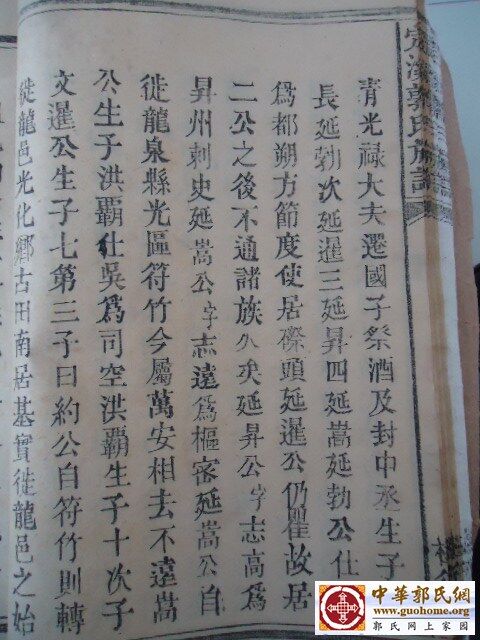 青光祿大夫遷國子祭酒及封中丞生子
長延勃次延暹三延昇四延嵩延勃公仕
爲都朔方節度使居磜頭延暹公仍瞿故居
二公之後不通諸族久矣延昇公字志高爲
昇州刺史延嵩公字志遠爲樞密延嵩公自
徙龍泉縣光區符竹今屬萬安相去不遠嵩
公生子洪霸仕吳爲司空洪霸生子十次子
文暹公生子七第三子曰約公自符竹則轉
徙龍邑光化鄉古田南居基實徙龍邑之始
郭氏族譜
中華郭氏網
www.guohome.org
郭氏网上家园